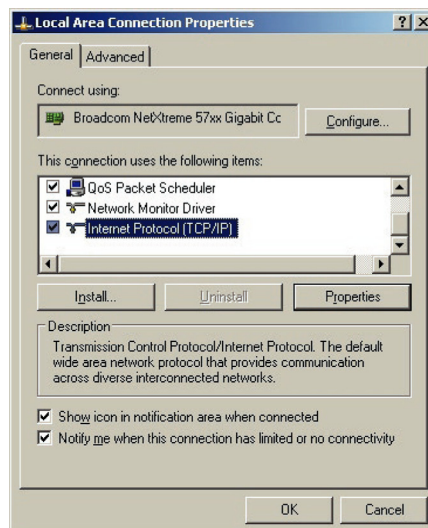 Local Area Connection Properties
General
Advanced
Connect using:
Broadcom NetXtreme 57xx Gigabit Cc
Configure...
This connection uses the following items:
QoS Packet Scheduler
Network Monitor Driver
Internet Protocol (TCP/IP)
Install...
Uninstall
Properties
Description
Transmission Control Protocol/Internet Protocol. The default
wide area network protocol that provides communication
across diverse interconnected networks.
Show icon in notification area when connected
Notify me when this connection has limited or no connectivity
OK
Cancel